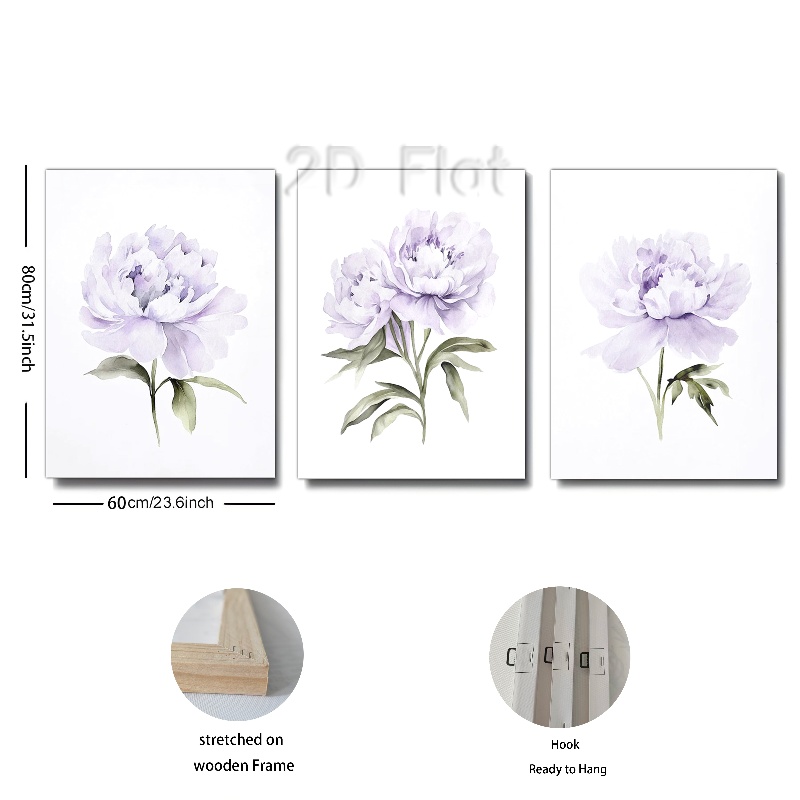 2D Flat
80cm/31.5inch
60cm/23.6inch
stretched on
wooden Frame
Hook
Ready to Hang